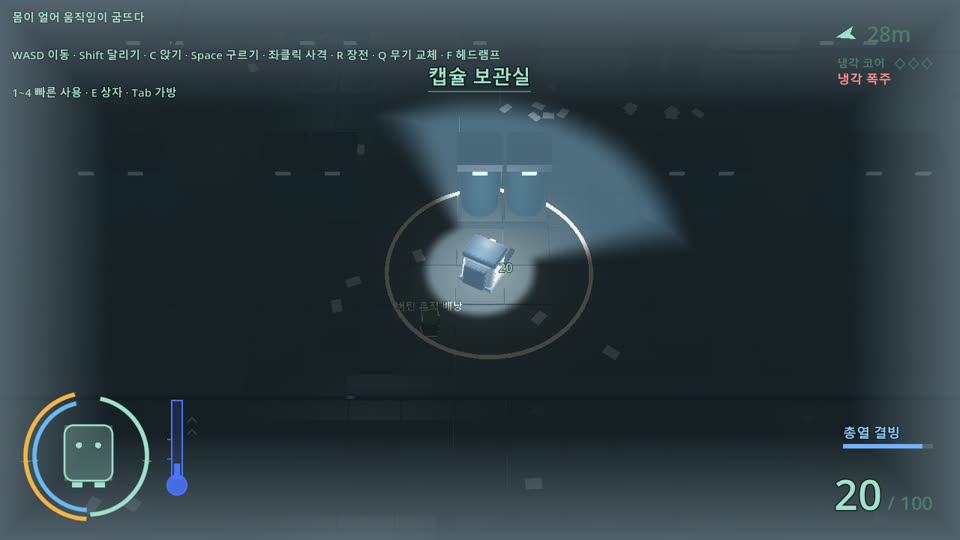 몸이 얼어 움직임이 굼뜨다
WASD 이동 · Shift 달리기 · C 앉기 · Space 구르기 · 좌클릭 사격 · R 장전 · Q 무기 교체 · F 헤드램프
1~4 빠른 사용 · E 상자 · Tab 가방
캡슐 보관실
28m
냉각 코어
냉각 폭주
20
배낭
총열 결빙
20 / 100